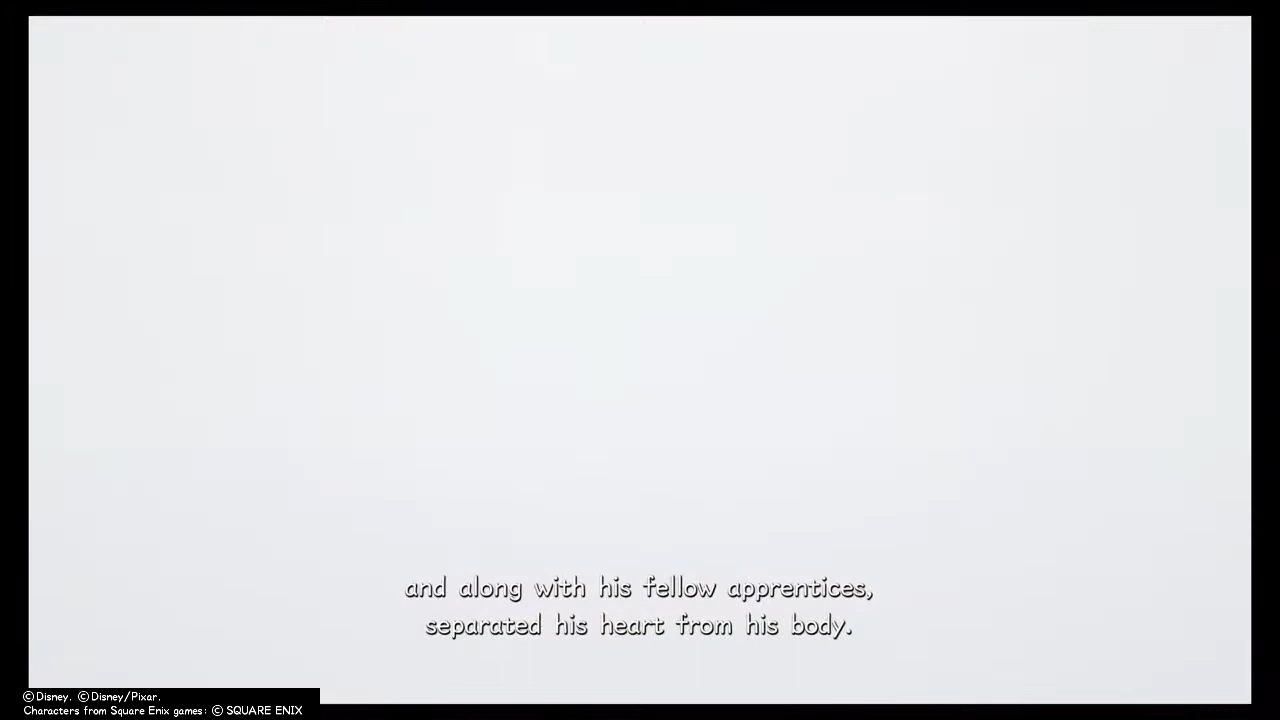 and along with his fellow apprentices,
separated his heart from his body.
©Disney. ©Disney/Pixar.
Characters from Square Enix games: © SQUARE ENIX